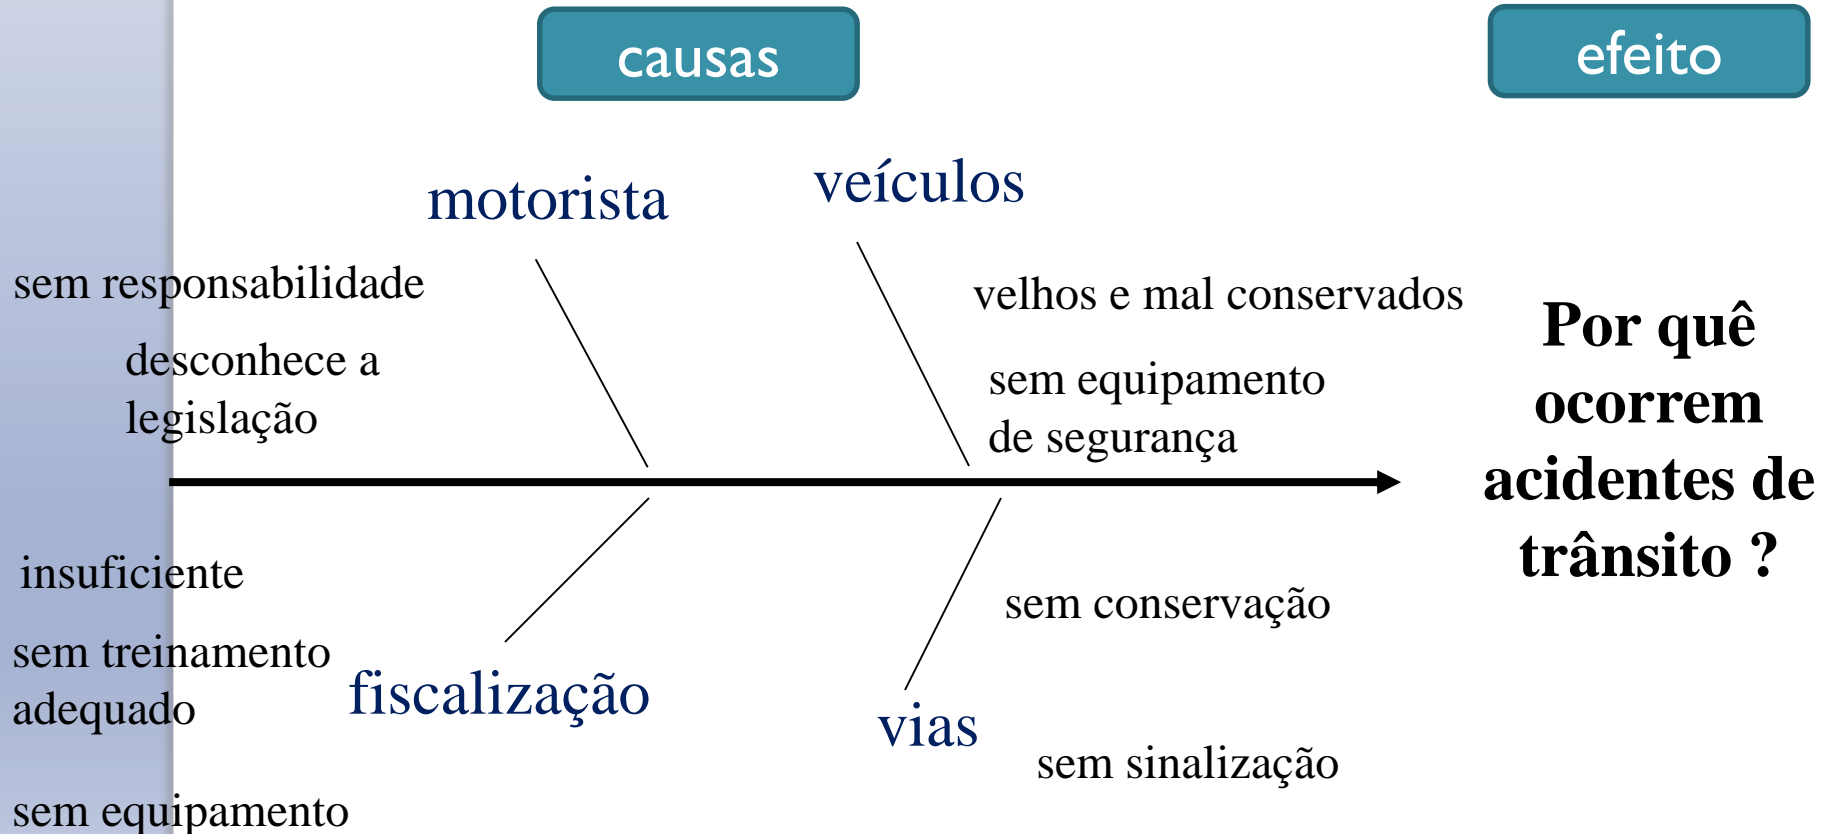 causas
efeito
motorista
veículos
sem responsabilidade
desconhece a
legislação
velhos e mal conservados
sem equipamento
de segurança
Por quê
ocorrem
acidentes de
trânsito ?
insuficiente
sem treinamento
adequado
sem equipamento
fiscalização
sem conservação
vias
sem sinalização